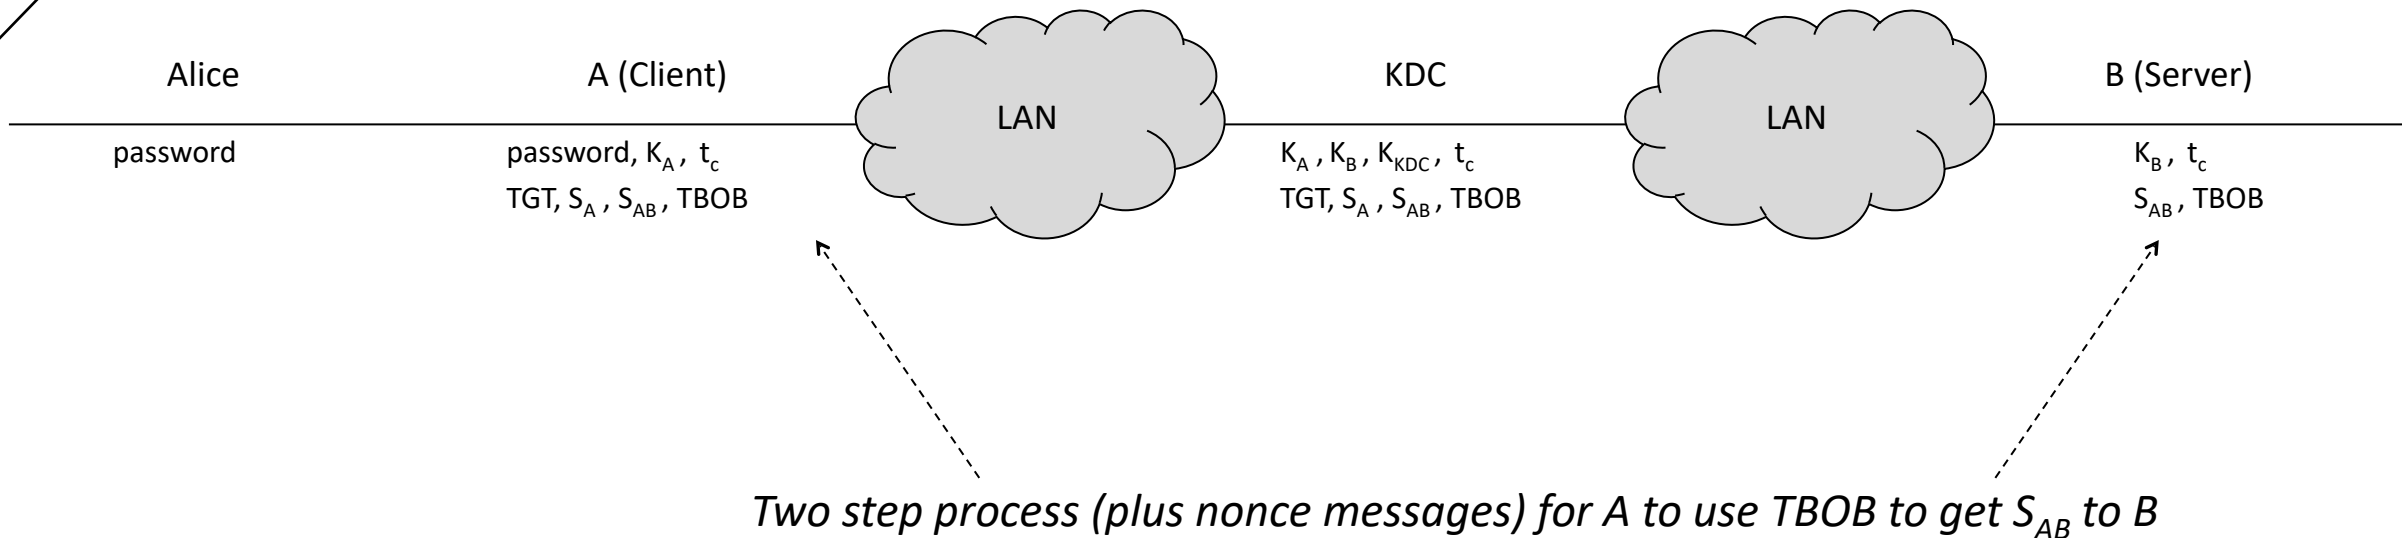 Alice
A (Client)
LAN
KDC
LAN
B (Server)
password
password, K_A , t_c
TGT, S_A , S_AB , TBOB
K_A , K_B , K_KDC , t_c
TGT, S_A , S_AB , TBOB
K_B , t_c
S_AB , TBOB
Two step process (plus nonce messages) for A to use TBOB to get S_AB to B